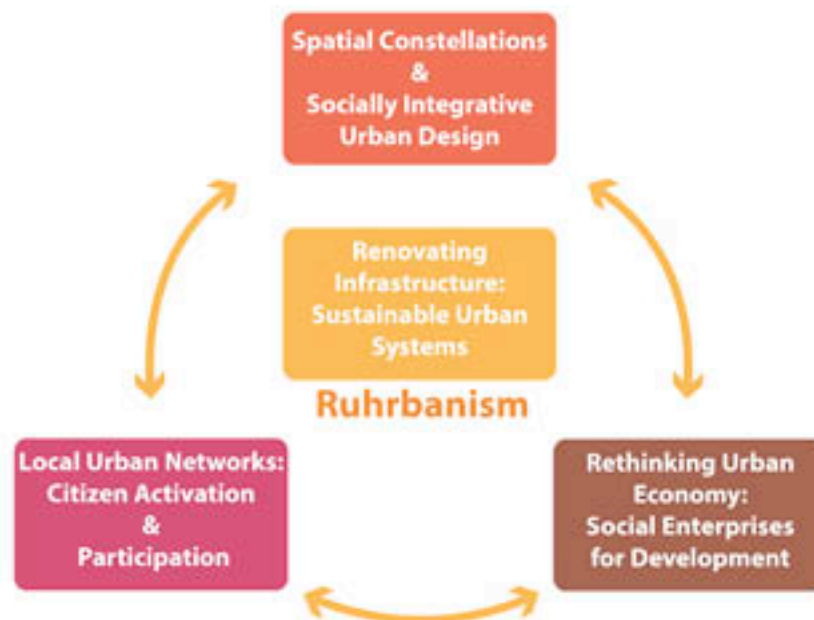 Spatial Constellations
&
Socially Integrative
Urban Design
Renovating
Infrastructure:
Sustainable Urban
Systems
Ruhrbanism
Local Urban Networks:
Citizen Activation
&
Participation
Rethinking Urban
Economy:
Social Enterprises
for Development